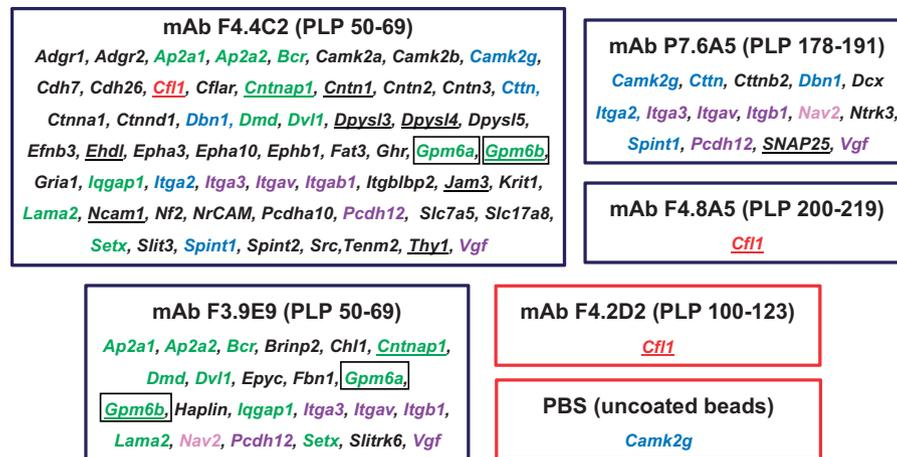 mAb F4.4C2 (PLP 50-69)
Adgr1, Adgr2, Ap2a1, Ap2a2, Bcr, Camk2a, Camk2b, Camk2g,
Cdh7, Cdh26, Cfl1, Cflar, Cntnap1, Cntn1, Cntn2, Cntn3, Cttn,
Ctnna1, Ctnnd1, Dbn1, Dmd, Dvl1, Dpysl3, Dpysl4, Dpysl5,
Efnb3, Ehdl, Epha3, Epha10, Ephb1, Fat3, Ghr, Gpm6a, Gpm6b,
Gria1, Iqgap1, Itga2, Itga3, Itgav, Itgab1, Itgblbp2, Jam3, Krit1,
Lama2, Ncam1, Nf2, NrCAM, Pcdha10, Pcdh12, Slc7a5, Slc17a8,
Setx, Slit3, Spint1, Spint2, Src,Tenm2, Thy1, Vgf
mAb P7.6A5 (PLP 178-191)
Camk2g, Cttn, Cttnb2, Dbn1, Dcx
Itga2, Itga3, Itgav, Itgb1, Nav2, Ntrk3,
Spint1, Pcdh12, SNAP25, Vgf
mAb F4.8A5 (PLP 200-219)
Cfl1
mAb F3.9E9 (PLP 50-69)
Ap2a1, Ap2a2, Bcr, Brinp2, Chl1, Cntnap1,
Dmd, Dvl1, Epyc, Fbn1, Gpm6a,
Gpm6b, Haplin, Iqgap1, Itga3, Itgav, Itgb1,
Lama2, Nav2, Pcdh12, Setx, Slitrk6, Vgf
mAb F4.2D2 (PLP 100-123)
Cfl1
PBS (uncoated beads)
Camk2g